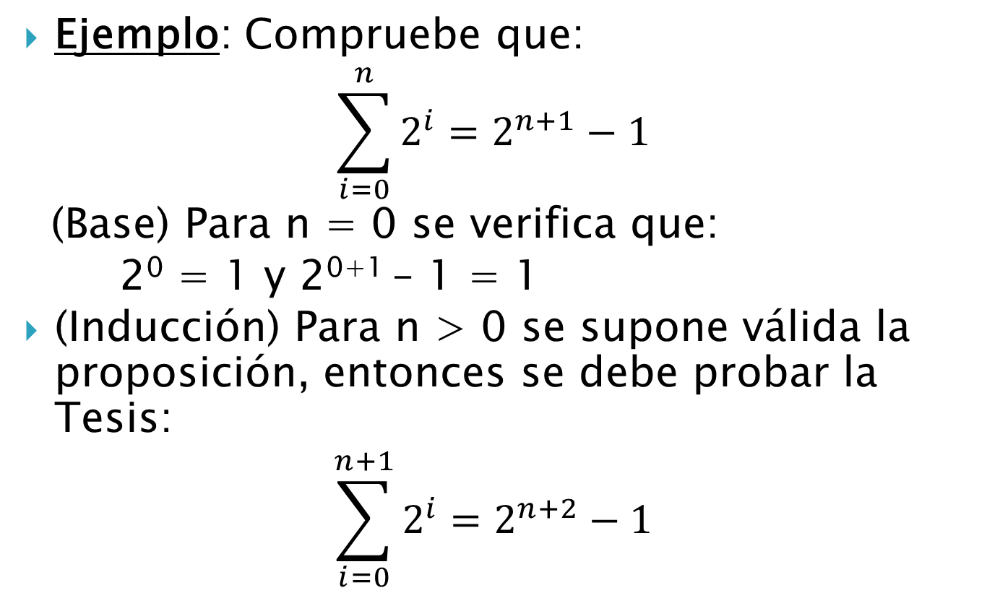 Ejemplo: Compruebe que:
$$\sum_{i=0}^{n} 2^i = 2^{n+1} - 1$$
(Base) Para n = 0 se verifica que:
2⁰ = 1 y 2⁰⁺¹ – 1 = 1
(Inducción) Para n > 0 se supone válida la
proposición, entonces se debe probar la
Tesis:
$$\sum_{i=0}^{n+1} 2^i = 2^{n+2} - 1$$